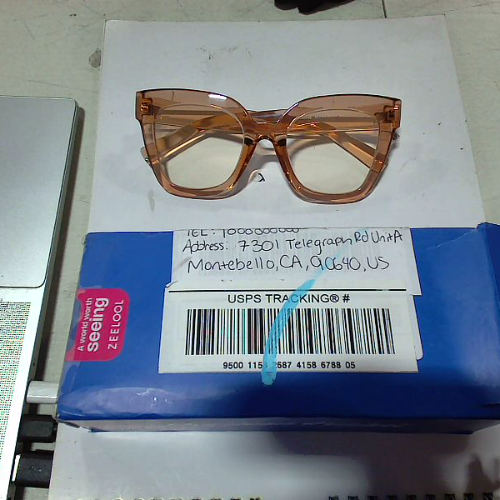 Address: 7301 Telegraph Rd Unit A
Montebello, CA, 90640, US
USPS TRACKING® #
9500 115 2687 4158 6788 05
A world worth
seeing
ZEELOOL